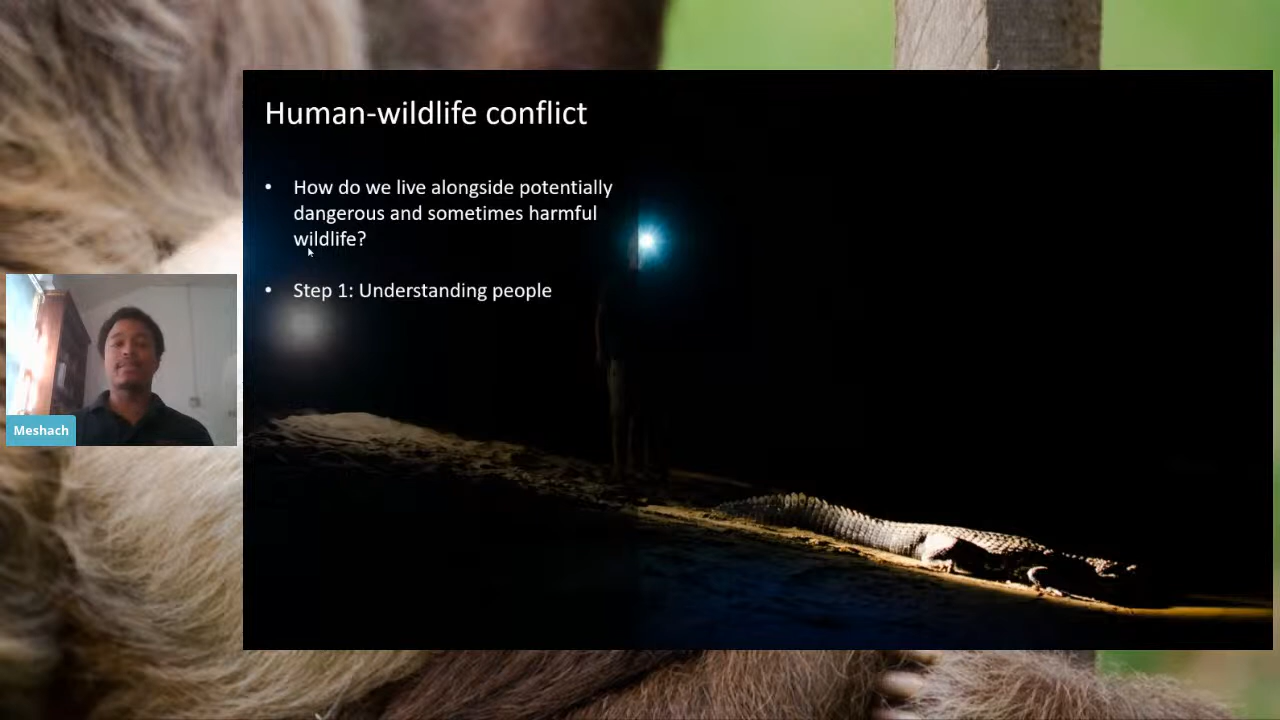 Human-wildlife conflict
• How do we live alongside potentially
dangerous and sometimes harmful
wildlife?
• Step 1: Understanding people
Meshach